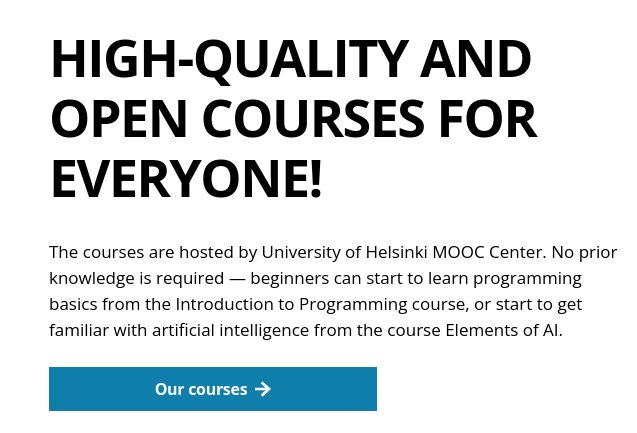 HIGH-QUALITY AND
OPEN COURSES FOR
EVERYONE!
The courses are hosted by University of Helsinki MOOC Center. No prior
knowledge is required — beginners can start to learn programming
basics from the Introduction to Programming course, or start to get
familiar with artificial intelligence from the course Elements of AI.
Our courses →